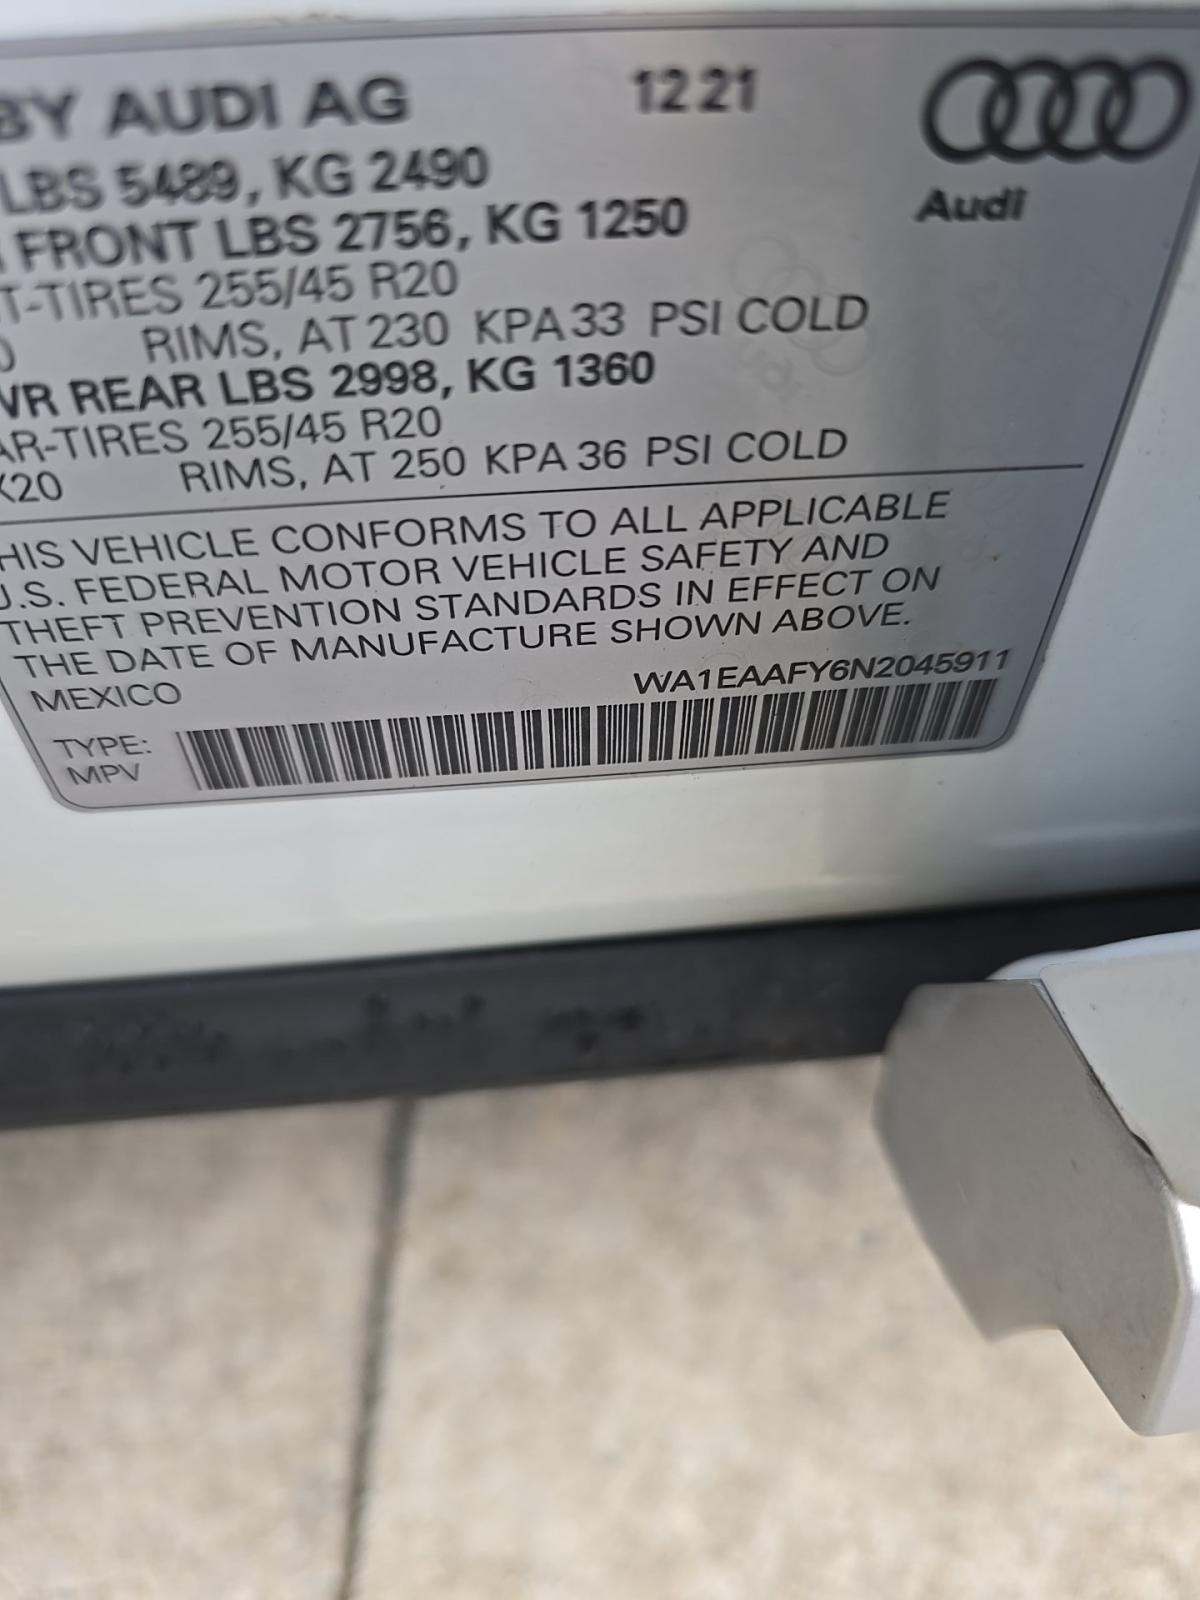 BY AUDI AG 12 21
LBS 5489, KG 2490
Audi
FRONT LBS 2756, KG 1250
T-TIRES 255/45 R20
RIMS, AT 230 KPA 33 PSI COLD
WR REAR LBS 2998, KG 1360
AR-TIRES 255/45 R20
X20 RIMS, AT 250 KPA 36 PSI COLD
HIS VEHICLE CONFORMS TO ALL APPLICABLE
U.S. FEDERAL MOTOR VEHICLE SAFETY AND
THEFT PREVENTION STANDARDS IN EFFECT ON
THE DATE OF MANUFACTURE SHOWN ABOVE.
MEXICO WA1EAAFY6N2045911
TYPE:
MPV